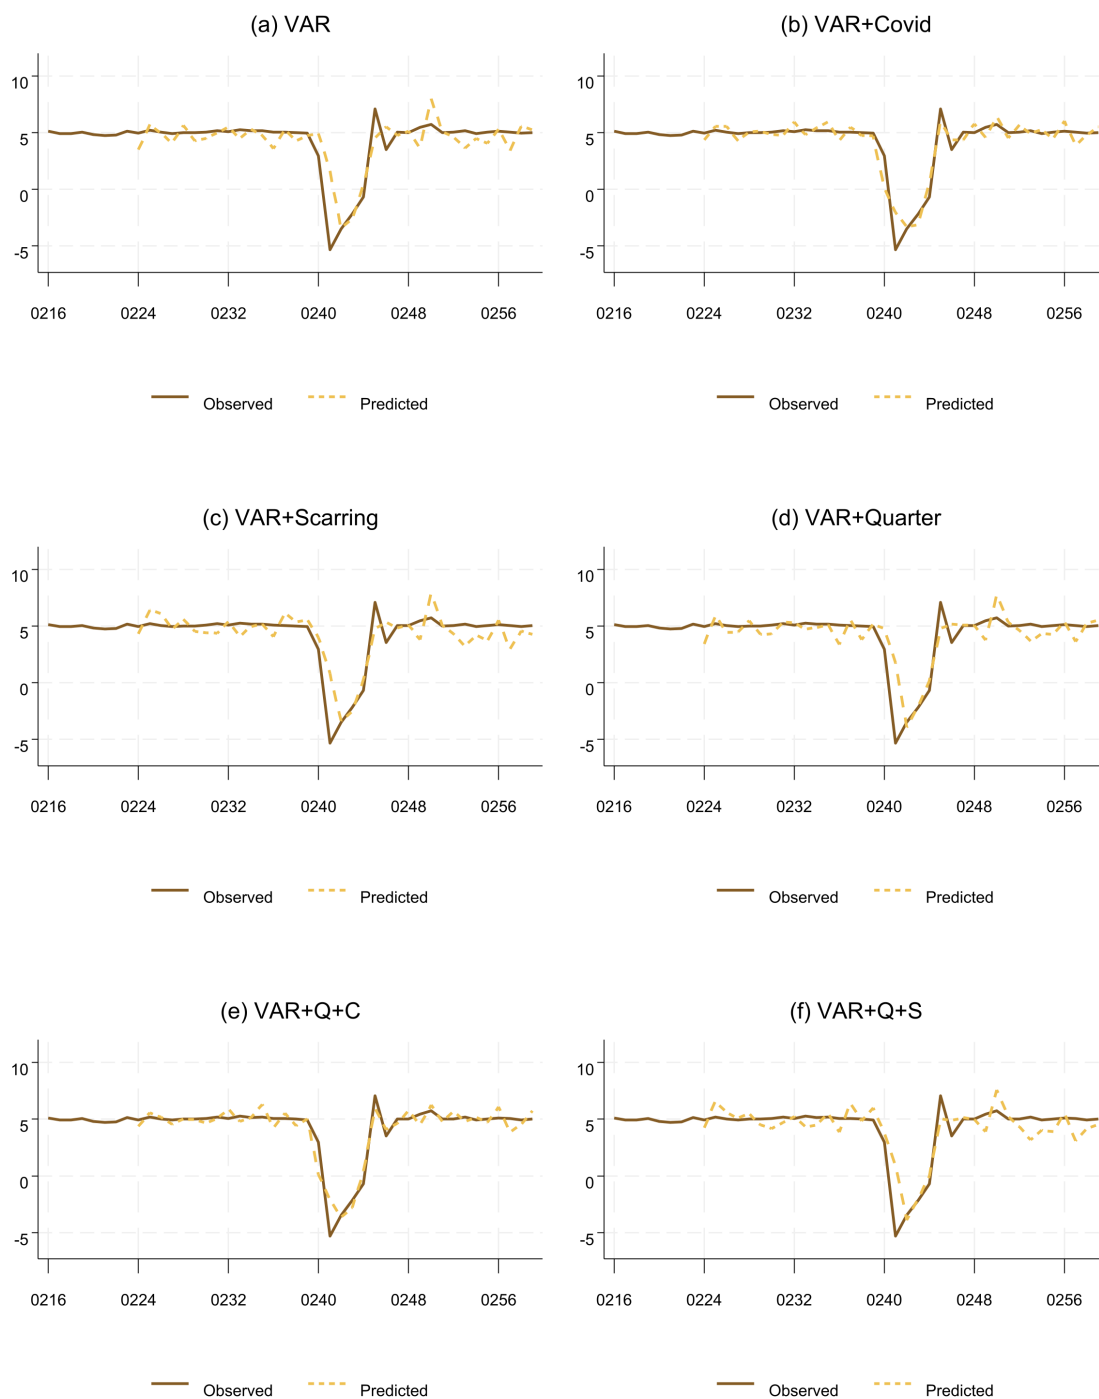 (a) VAR
10
5
0
-5
0216 0224 0232 0240 0248 0256
Observed Predicted
(b) VAR+Covid
10
5
0
-5
0216 0224 0232 0240 0248 0256
Observed Predicted
(c) VAR+Scarring
10
5
0
-5
0216 0224 0232 0240 0248 0256
Observed Predicted
(d) VAR+Quarter
10
5
0
-5
0216 0224 0232 0240 0248 0256
Observed Predicted
(e) VAR+Q+C
10
5
0
-5
0216 0224 0232 0240 0248 0256
Observed Predicted
(f) VAR+Q+S
10
5
0
-5
0216 0224 0232 0240 0248 0256
Observed Predicted